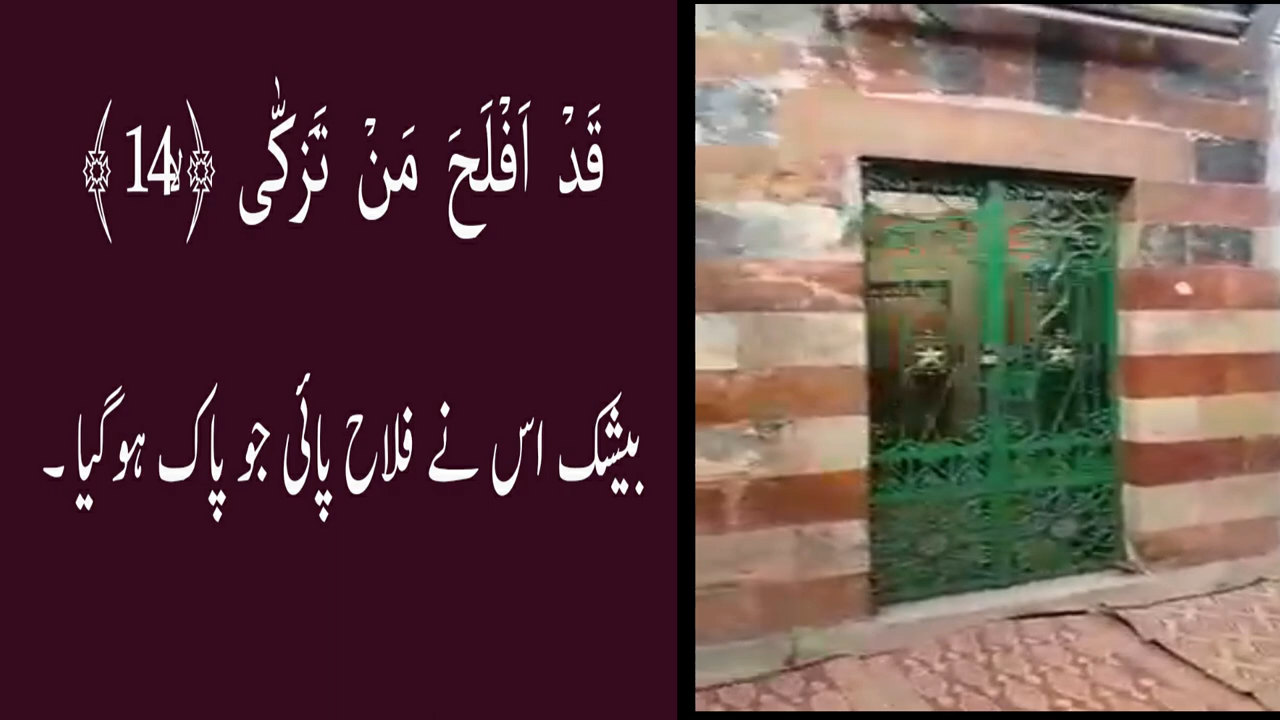 قَدْ اَفْلَحَ مَنْ تَزَكّٰى ﴿ۙ14﴾
بیشک اس نے فلاح پائی جو پاک ہوگیا۔